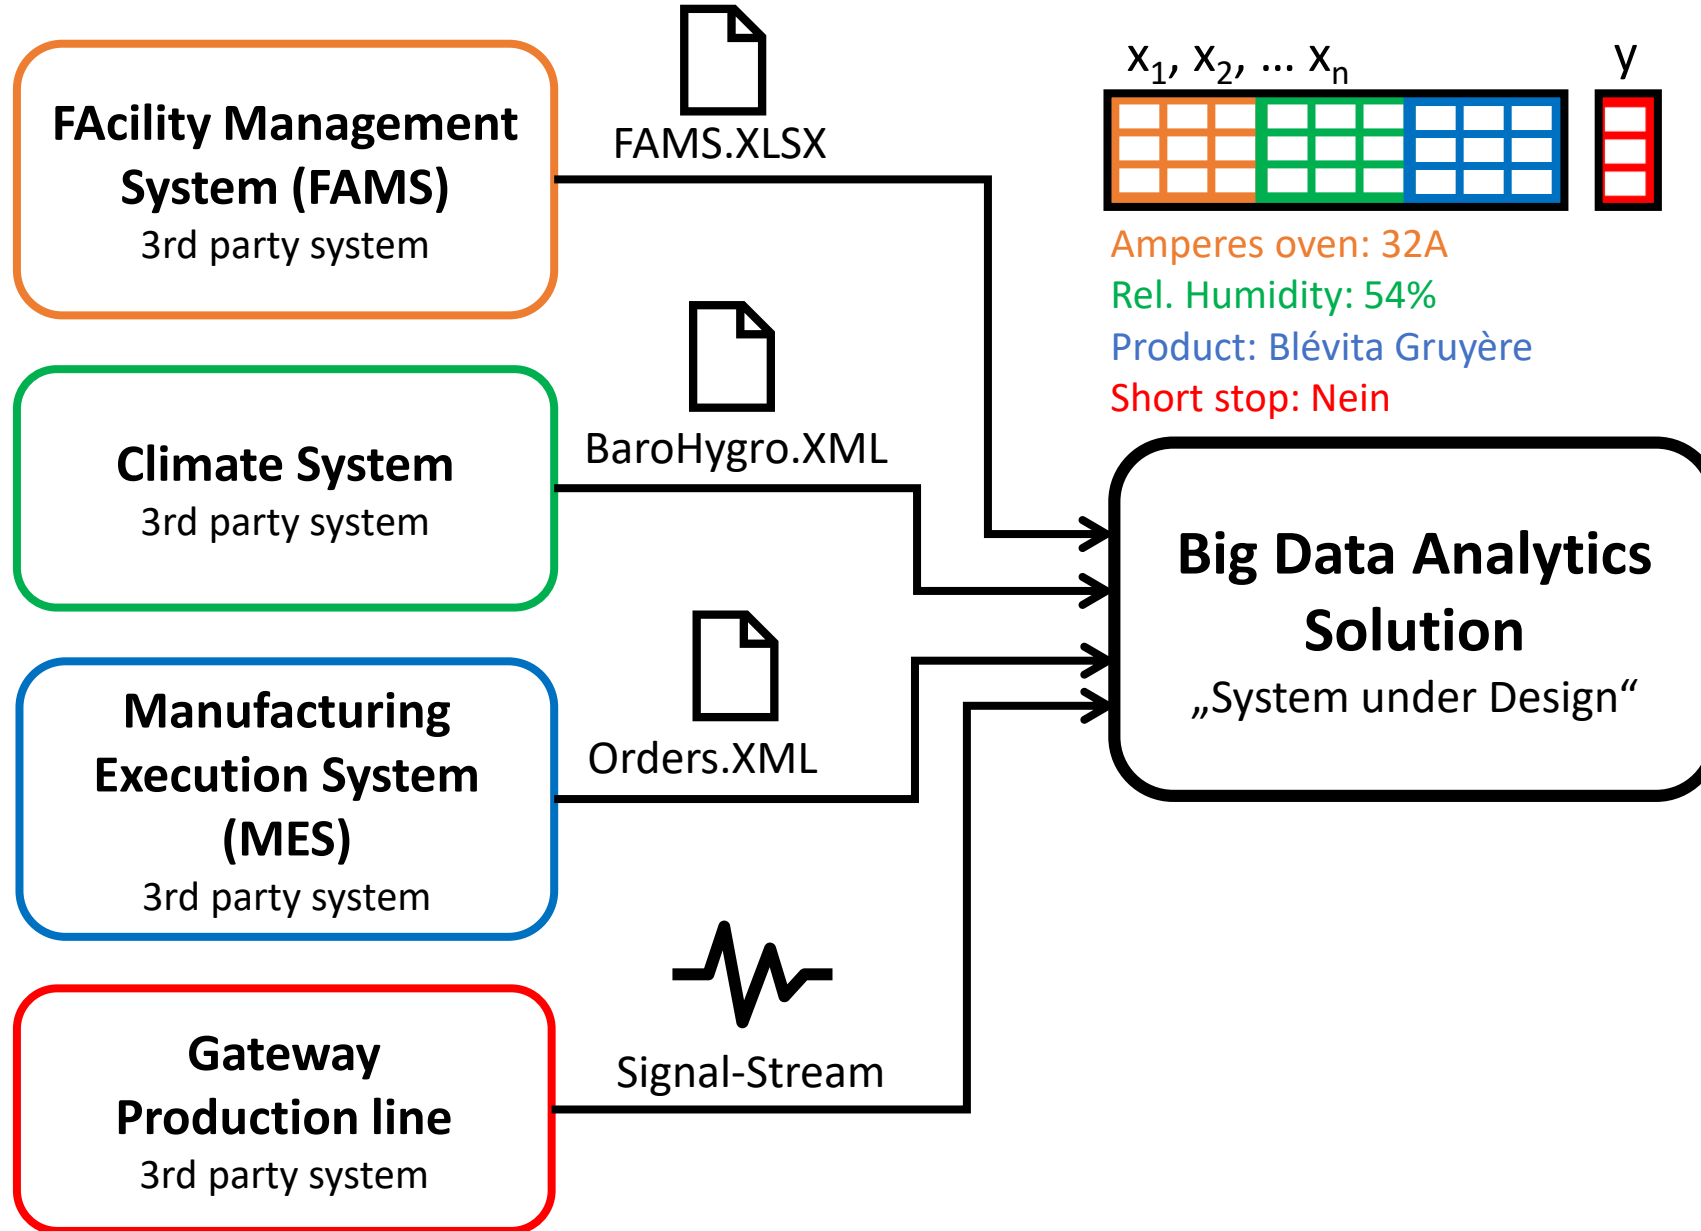 FAcility Management
System (FAMS)
3rd party system
FAMS.XLSX
Climate System
3rd party system
BaroHygro.XML
Manufacturing
Execution System
(MES)
3rd party system
Orders.XML
Gateway
Production line
3rd party system
Signal-Stream
x₁, x₂, ... xₙ
y
Amperes oven: 32A
Rel. Humidity: 54%
Product: Blévita Gruyère
Short stop: Nein
Big Data Analytics
Solution
„System under Design“